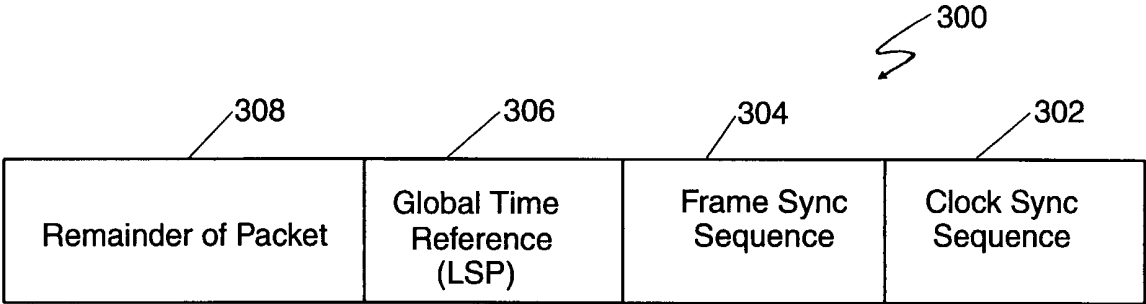 300
308
306
304
302
Remainder of Packet
Global Time
Reference
(LSP)
Frame Sync
Sequence
Clock Sync
Sequence